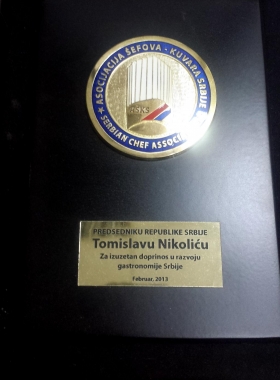 ASOCIJACIJA ŠEFOVA - KUVARA SRBIJE
SERBIAN CHEF ASSOC
PREDSEDNIKU REPUBLIKE SRBIJE
Tomislavu Nikoliću
Za izuzetan doprinos u razvoju
gastronomije Srbije
Februar, 2013